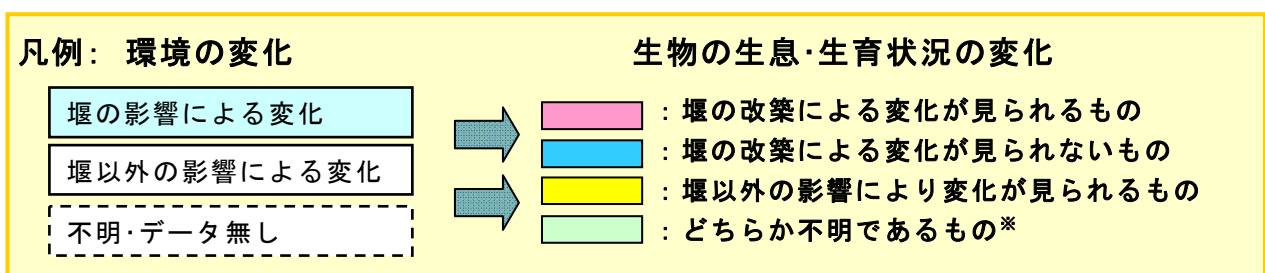 凡例： 環境の変化
生物の生息・生育状況の変化
堰の影響による変化
堰以外の影響による変化
不明・データ無し
：堰の改築による変化が見られるもの
：堰の改築による変化が見られないもの
：堰以外の影響により変化が見られるもの
：どちらか不明であるもの※